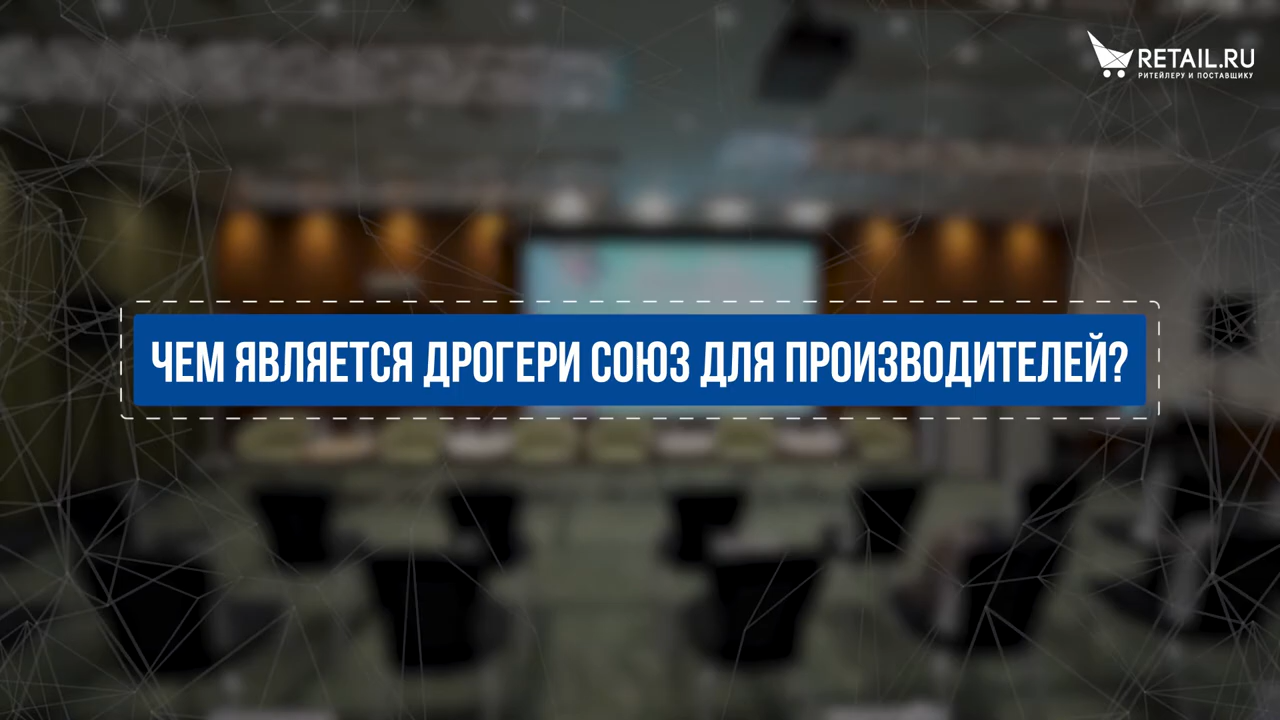 RETAIL.RU
РИТЕЙЛЕРУ И ПОСТАВЩИКУ
ЧЕМ ЯВЛЯЕТСЯ ДРОГЕРИ СОЮЗ ДЛЯ ПРОИЗВОДИТЕЛЕЙ?